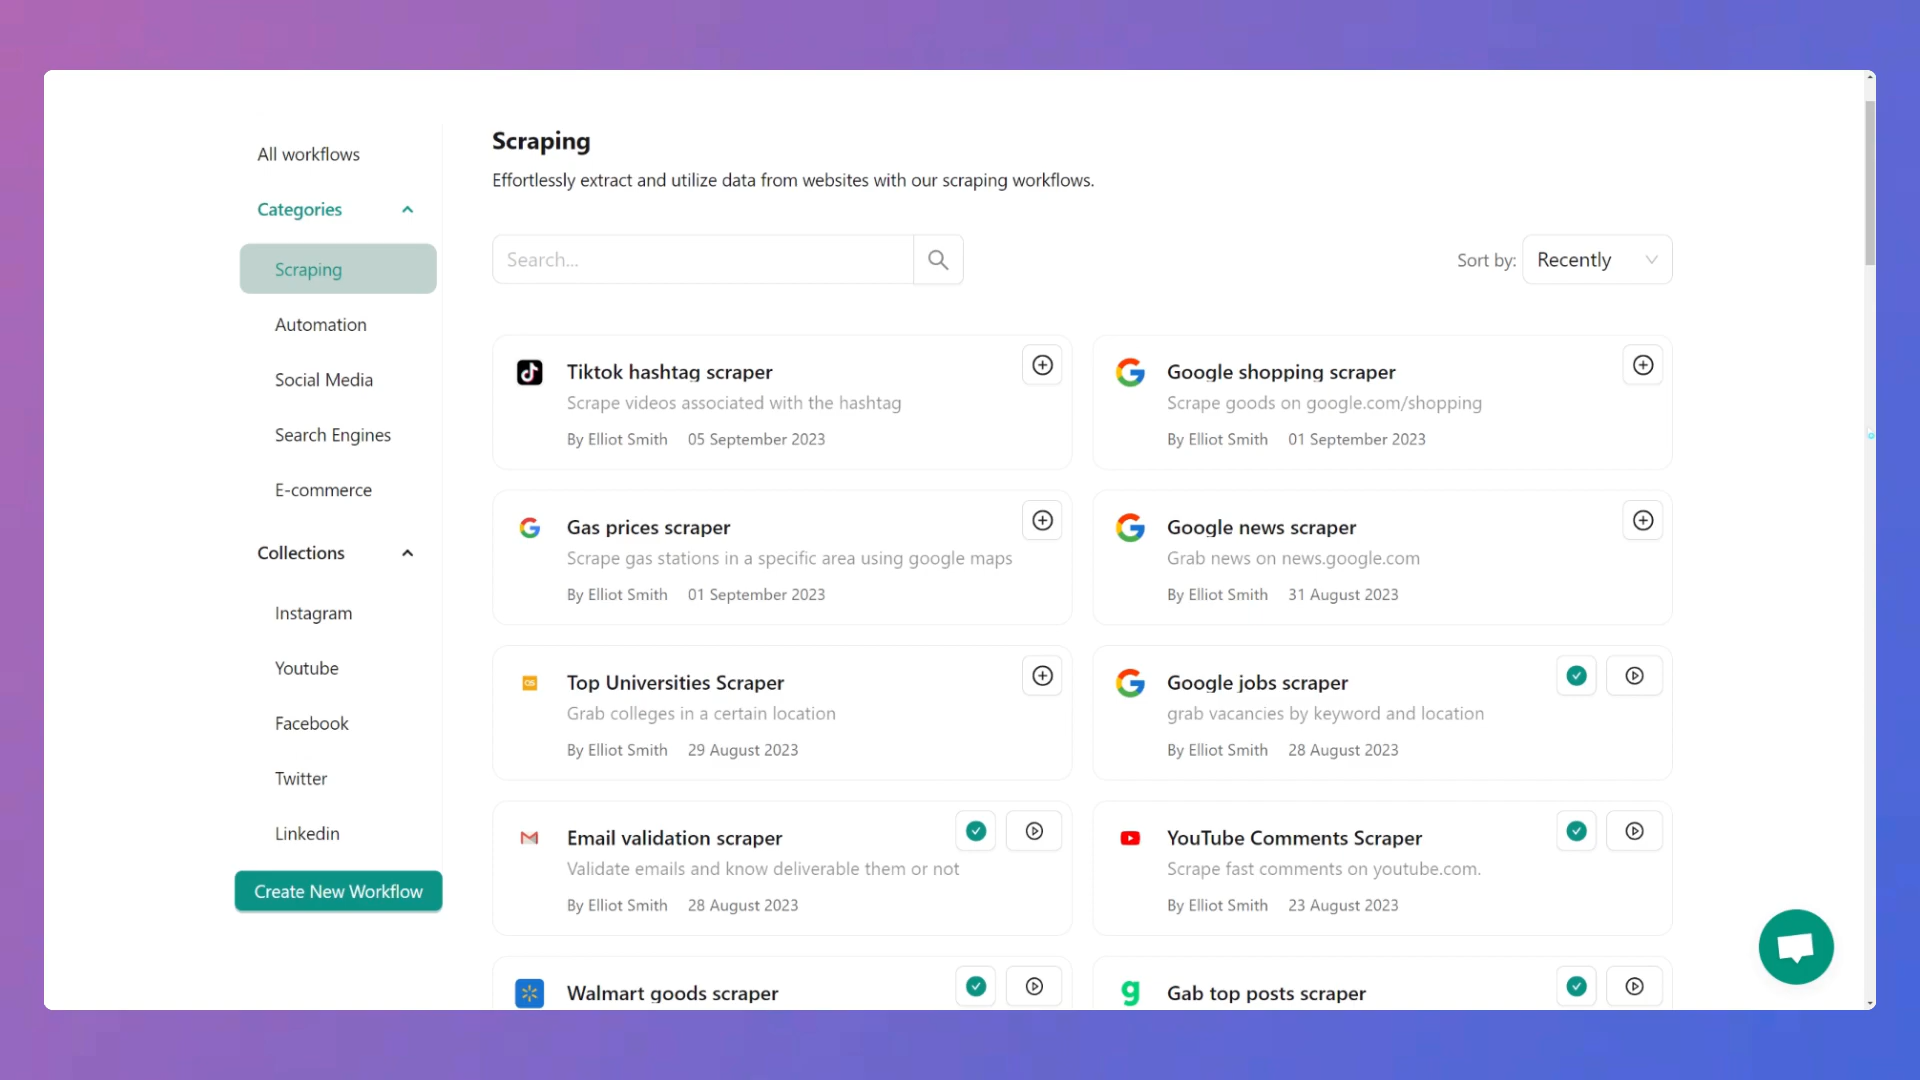 All workflows
Categories
Scraping
Automation
Social Media
Search Engines
E-commerce
Collections
Instagram
Youtube
Facebook
Twitter
Linkedin
Create New Workflow
Scraping
Effortlessly extract and utilize data from websites with our scraping workflows.
Search...
Sort by: Recently
Tiktok hashtag scraper
Scrape videos associated with the hashtag
By Elliot Smith 05 September 2023
Google shopping scraper
Scrape goods on google.com/shopping
By Elliot Smith 01 September 2023
Gas prices scraper
Scrape gas stations in a specific area using google maps
By Elliot Smith 01 September 2023
Google news scraper
Grab news on news.google.com
By Elliot Smith 31 August 2023
Top Universities Scraper
Grab colleges in a certain location
By Elliot Smith 29 August 2023
Google jobs scraper
grab vacancies by keyword and location
By Elliot Smith 28 August 2023
Email validation scraper
Validate emails and know deliverable them or not
By Elliot Smith 28 August 2023
YouTube Comments Scraper
Scrape fast comments on youtube.com.
By Elliot Smith 23 August 2023
Walmart goods scraper
Gab top posts scraper